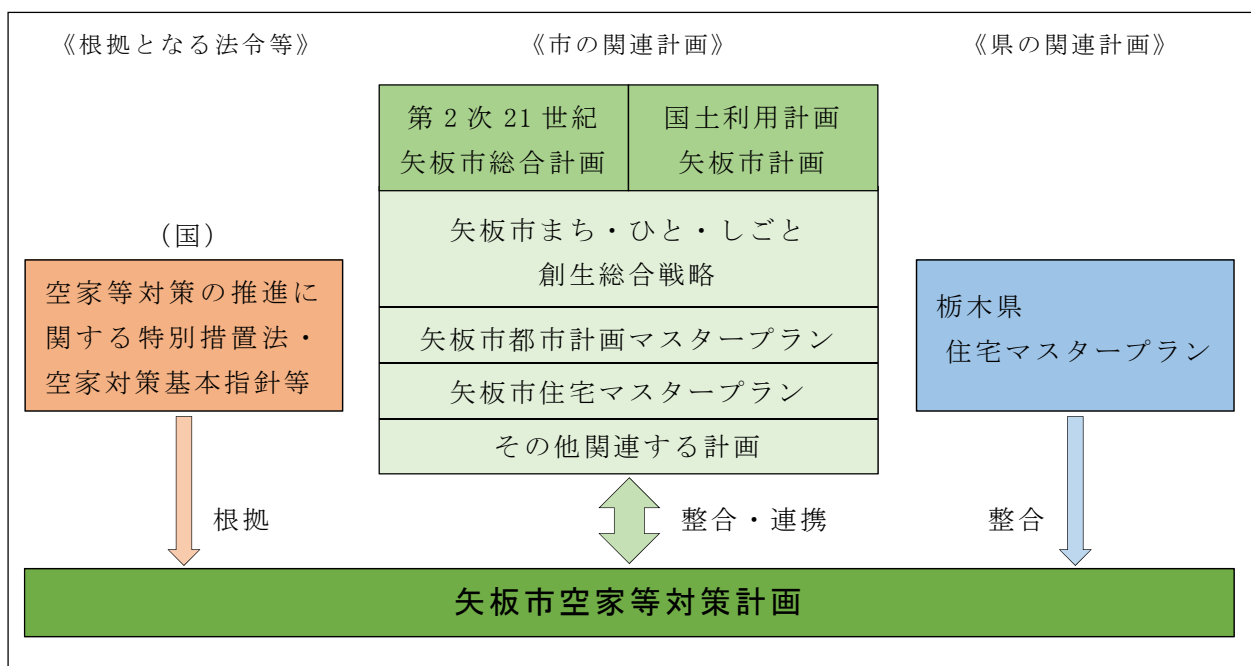 《根拠となる法令等》
《市の関連計画》
《県の関連計画》
(国)
空家等対策の推進に
関する特別措置法・
空家対策基本指針等
根拠
第2次21世紀
矢板市総合計画
国土利用計画
矢板市計画
矢板市まち・ひと・しごと
創生総合戦略
矢板市都市計画マスタープラン
矢板市住宅マスタープラン
その他関連する計画
整合・連携
栃木県
住宅マスタープラン
整合
矢板市空家等対策計画